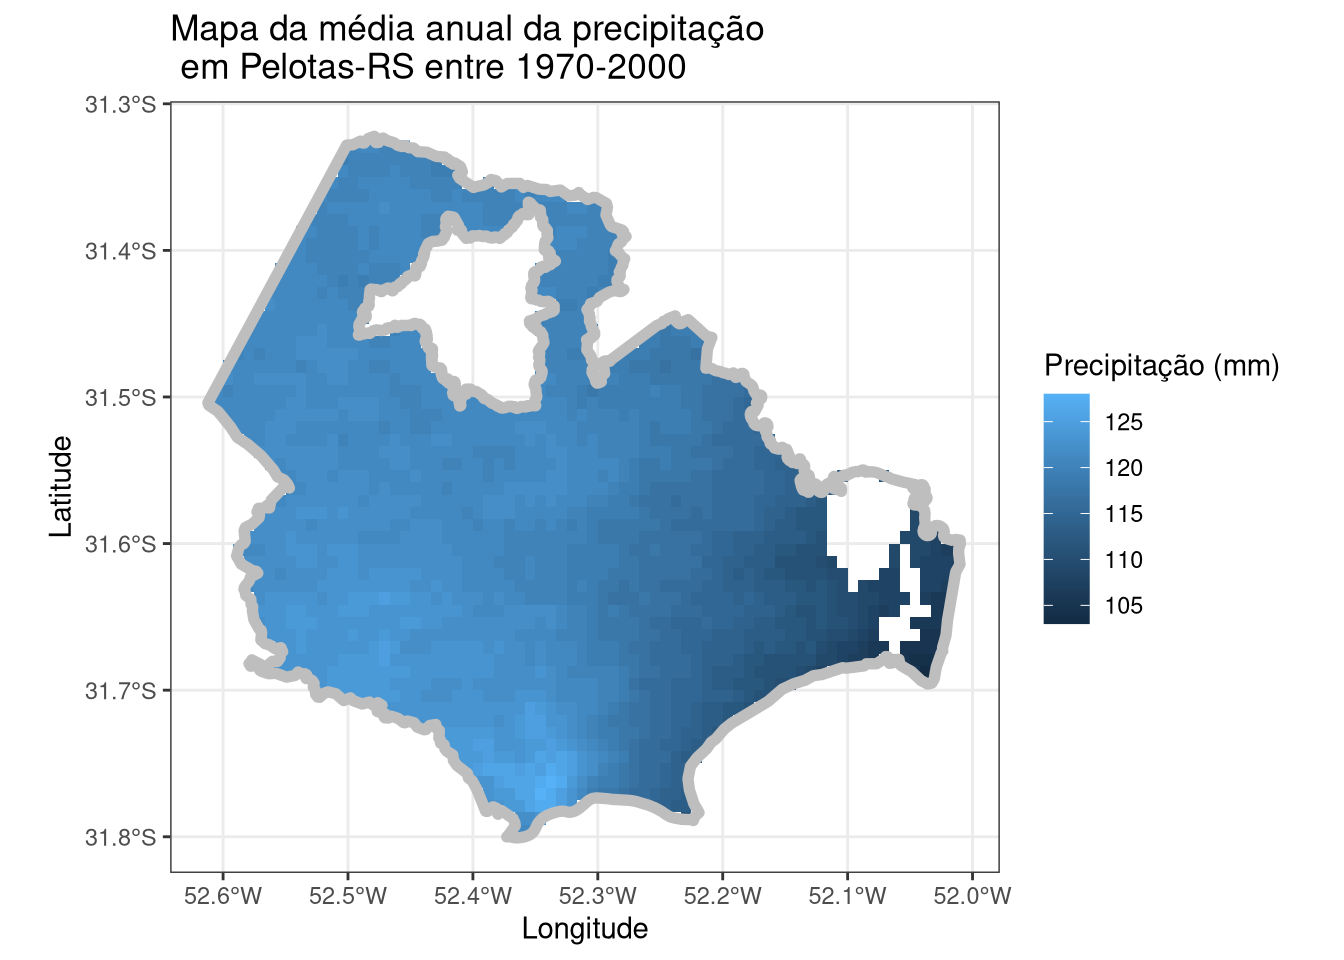 Mapa da média anual da precipitação
em Pelotas-RS entre 1970-2000
31.3°S
31.4°S
31.5°S
31.6°S
31.7°S
31.8°S
Latitude
52.6°W 52.5°W 52.4°W 52.3°W 52.2°W 52.1°W 52.0°W
Longitude
Precipitação (mm)
125
120
115
110
105